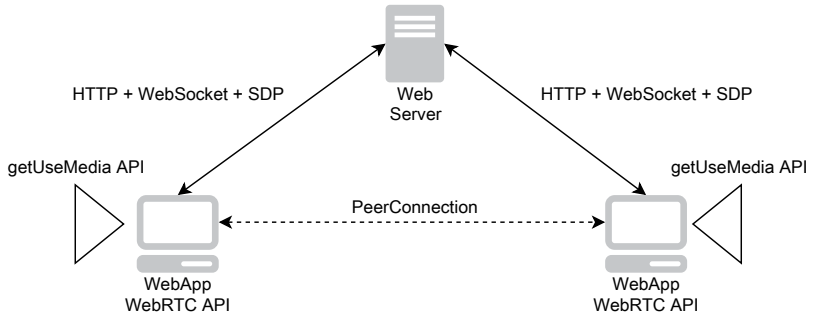 HTTP + WebSocket + SDP
Web
Server
HTTP + WebSocket + SDP
getUseMedia API
getUseMedia API
PeerConnection
WebApp
WebRTC API
WebApp
WebRTC API